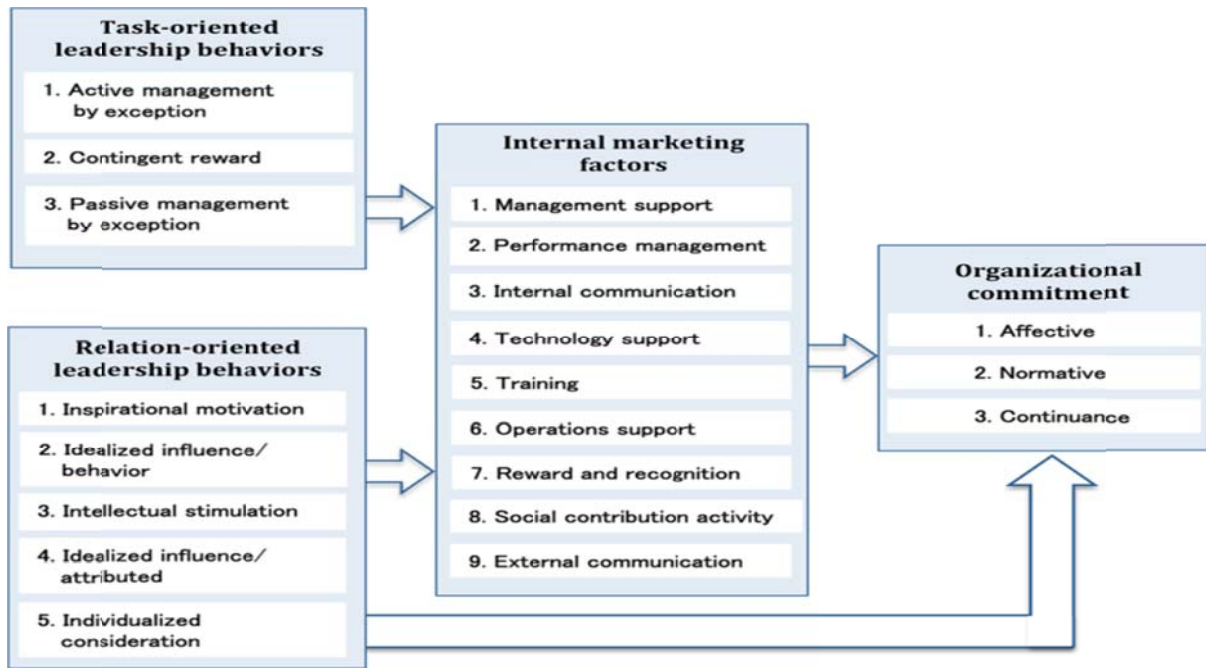 Task-oriented
leadership behaviors
1. Active management
by exception
2. Contingent reward
3. Passive management
by exception
Relation-oriented
leadership behaviors
1. Inspirational motivation
2. Idealized influence/
behavior
3. Intellectual stimulation
4. Idealized influence/
attributed
5. Individualized
consideration
Internal marketing
factors
1. Management support
2. Performance management
3. Internal communication
4. Technology support
5. Training
6. Operations support
7. Reward and recognition
8. Social contribution activity
9. External communication
Organizational
commitment
1. Affective
2. Normative
3. Continuance